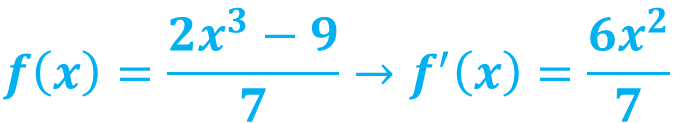 f(x) = (2x³ − 9)/7 → f′(x) = 6x²/7